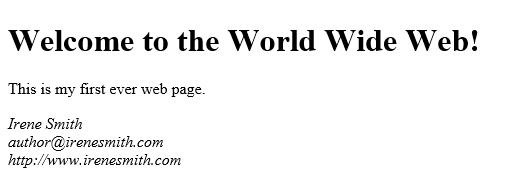 Welcome to the World Wide Web!
This is my first ever web page.
Irene Smith
author@irenesmith.com
http://www.irenesmith.com